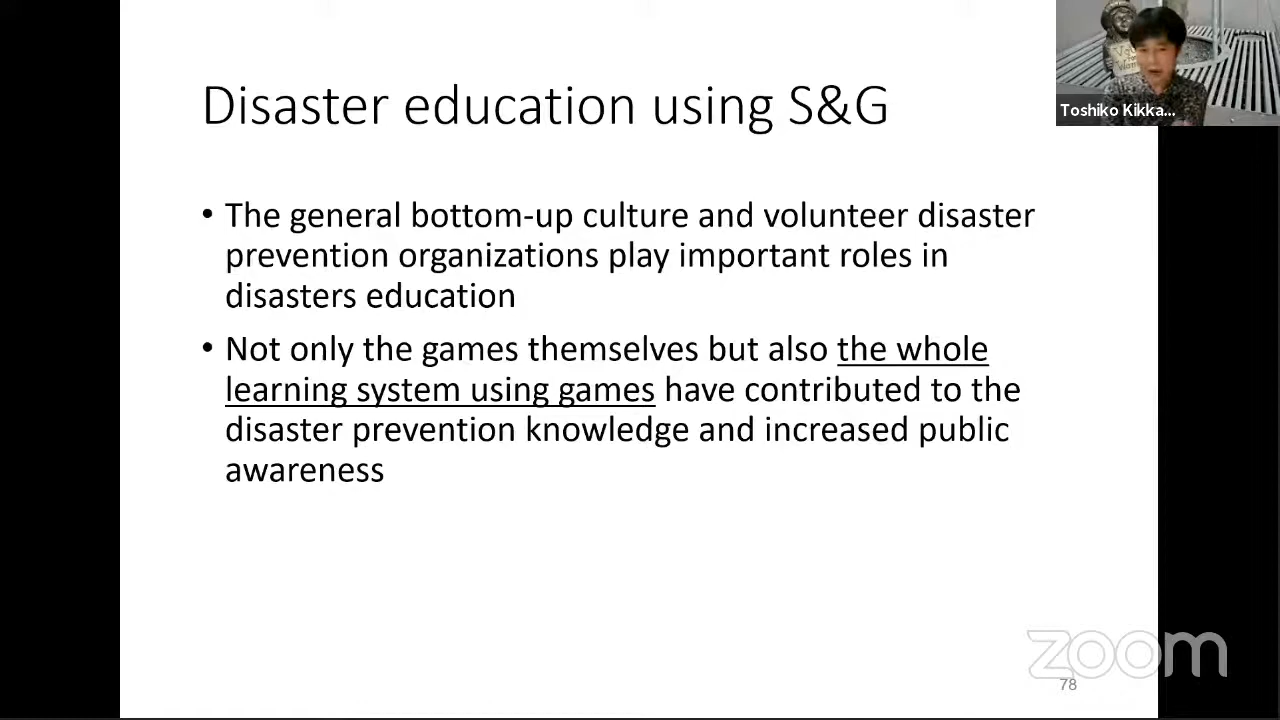 Disaster education using S&G
Toshiko Kikka...
• The general bottom-up culture and volunteer disaster
prevention organizations play important roles in
disasters education
• Not only the games themselves but also the whole
learning system using games have contributed to the
disaster prevention knowledge and increased public
awareness
zoom
78